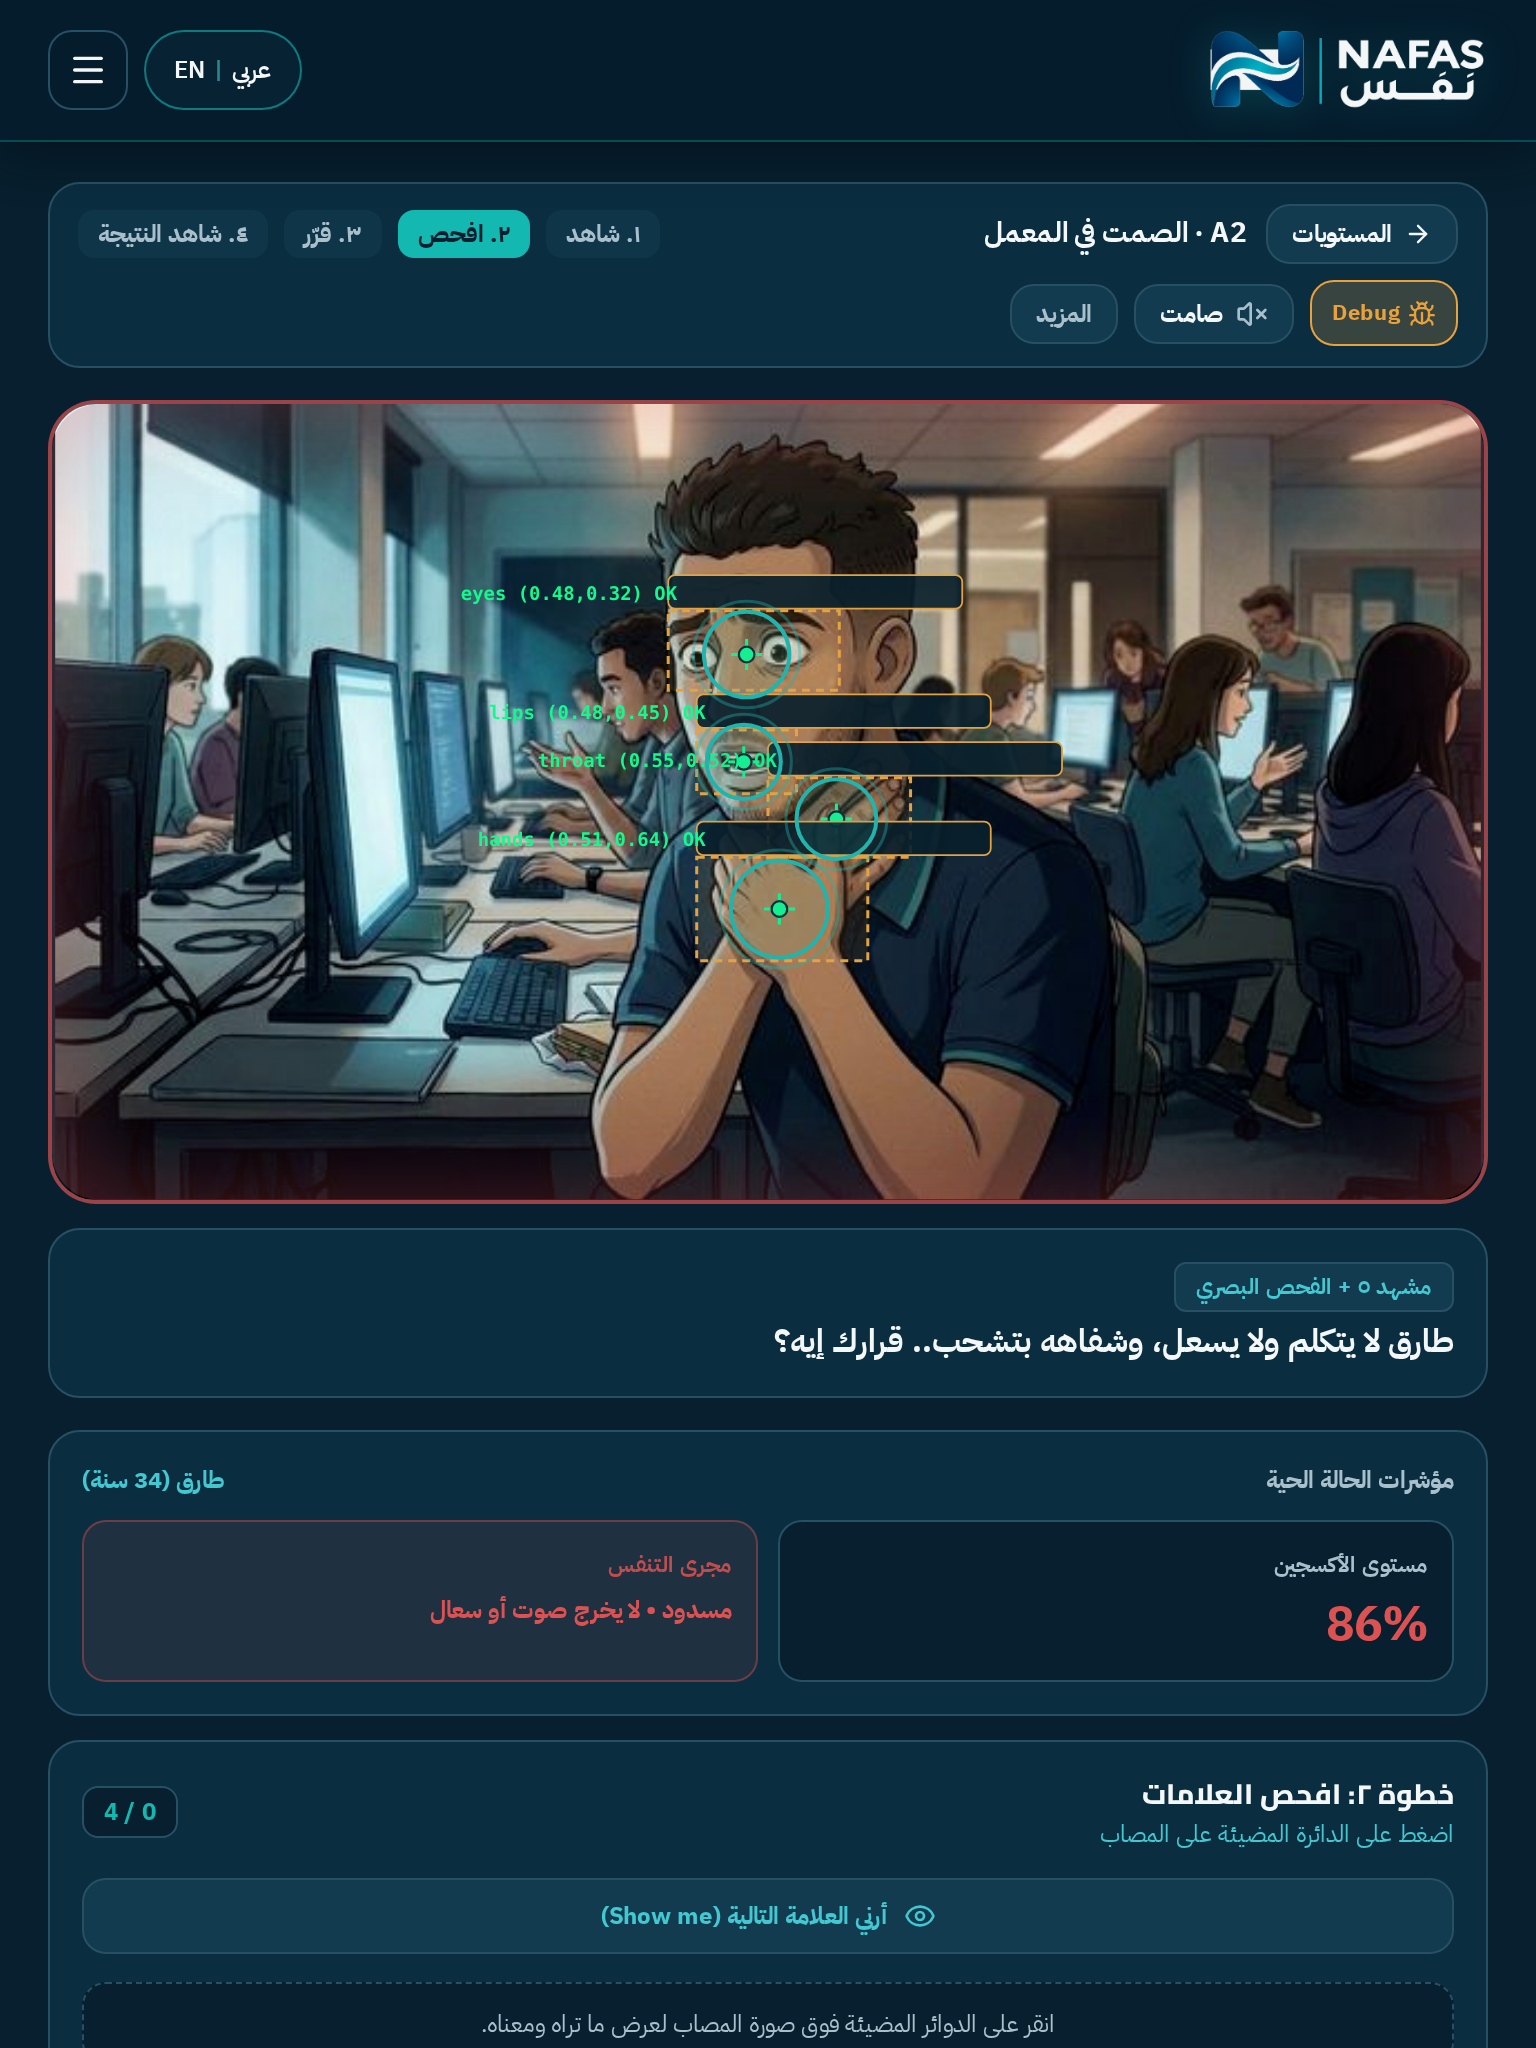 NAFAS
نَفَس
عربي | EN
المستويات
A2 · الصمت في المعمل
١. شاهد
٢. افحص
٣. قرّر
٤. شاهد النتيجة
Debug
صامت
المزيد
eyes (0.48,0.32) OK
lips (0.48,0.45) OK
throat (0.55,0.52) OK
hands (0.51,0.64) OK
مشهد ٥ + الفحص البصري
طارق لا يتكلم ولا يسعل، وشفاهه بتشحب.. قرارك إيه؟
مؤشرات الحالة الحية
طارق (34 سنة)
مستوى الأكسجين
86%
مجرى التنفس
مسدود • لا يخرج صوت أو سعال
خطوة ٢: افحص العلامات
4 / 0
اضغط على الدائرة المضيئة على المصاب
أرني العلامة التالية (Show me)
انقر على الدوائر المضيئة فوق صورة المصاب لعرض ما تراه ومعناه.